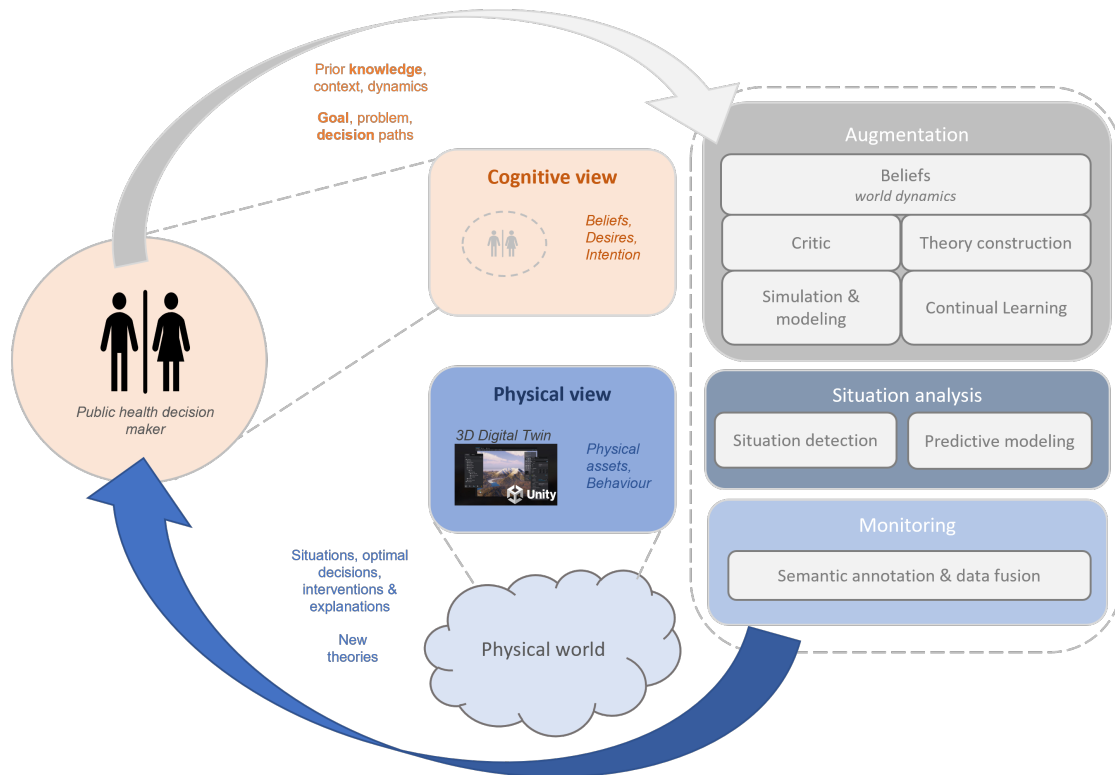 Prior knowledge,
context, dynamics
Goal, problem,
decision paths
Cognitive view
Beliefs,
Desires,
Intention
Public health decision
maker
Physical view
3D Digital Twin
Unity
Physical
assets,
Behaviour
Situations, optimal
decisions,
interventions &
explanations
New
theories
Physical world
Augmentation
Beliefs
world dynamics
Critic
Theory construction
Simulation &
modeling
Continual Learning
Situation analysis
Situation detection
Predictive modeling
Monitoring
Semantic annotation & data fusion